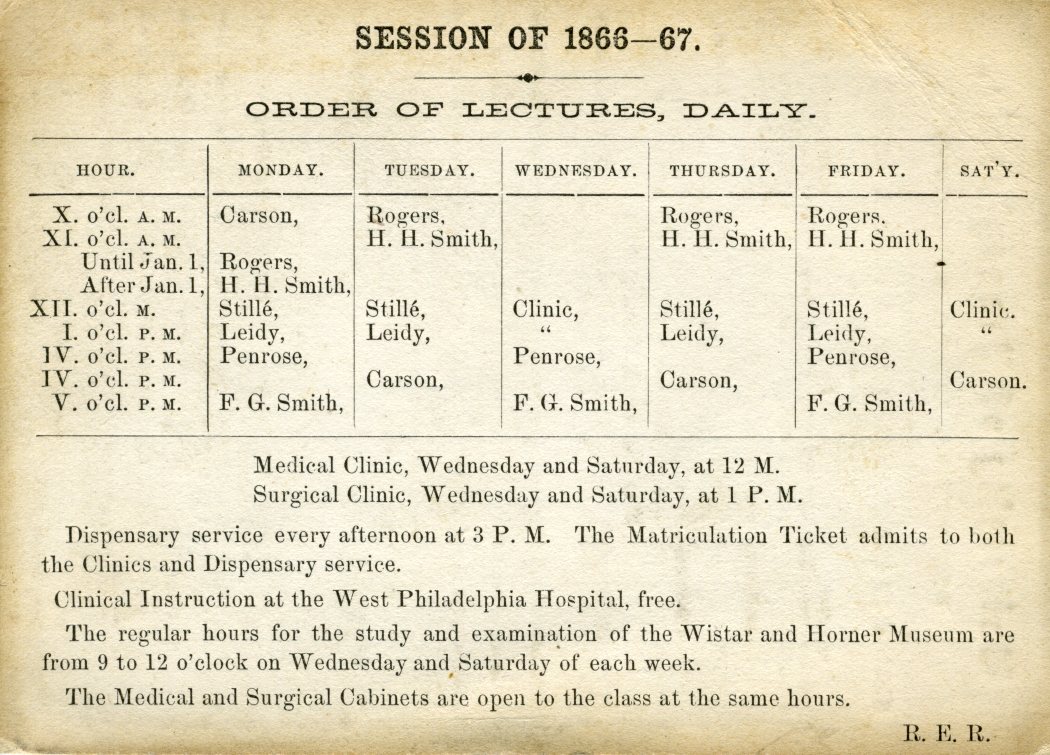 SESSION OF 1866—67.
ORDER OF LECTURES, DAILY.
HOUR. MONDAY. TUESDAY. WEDNESDAY. THURSDAY. FRIDAY. SAT'Y.
X. o'cl. A. M. Carson, Rogers, Rogers, Rogers.
XI. o'cl. A. M. H. H. Smith, H. H. Smith, H. H. Smith,
Until Jan. 1, Rogers,
After Jan. 1, H. H. Smith,
XII. o'cl. M. Stillé, Stillé, Clinic, Stillé, Stillé, Clinic.
I. o'cl. P. M. Leidy, Leidy, “ Leidy, Leidy, “
IV. o'cl. P. M. Penrose, Penrose, Penrose,
IV. o'cl. P. M. Carson, Carson, Carson.
V. o'cl. P. M. F. G. Smith, F. G. Smith, F. G. Smith,
Medical Clinic, Wednesday and Saturday, at 12 M.
Surgical Clinic, Wednesday and Saturday, at 1 P. M.
Dispensary service every afternoon at 3 P. M. The Matriculation Ticket admits to both
the Clinics and Dispensary service.
Clinical Instruction at the West Philadelphia Hospital, free.
The regular hours for the study and examination of the Wistar and Horner Museum are
from 9 to 12 o'clock on Wednesday and Saturday of each week.
The Medical and Surgical Cabinets are open to the class at the same hours.
R. E. R.